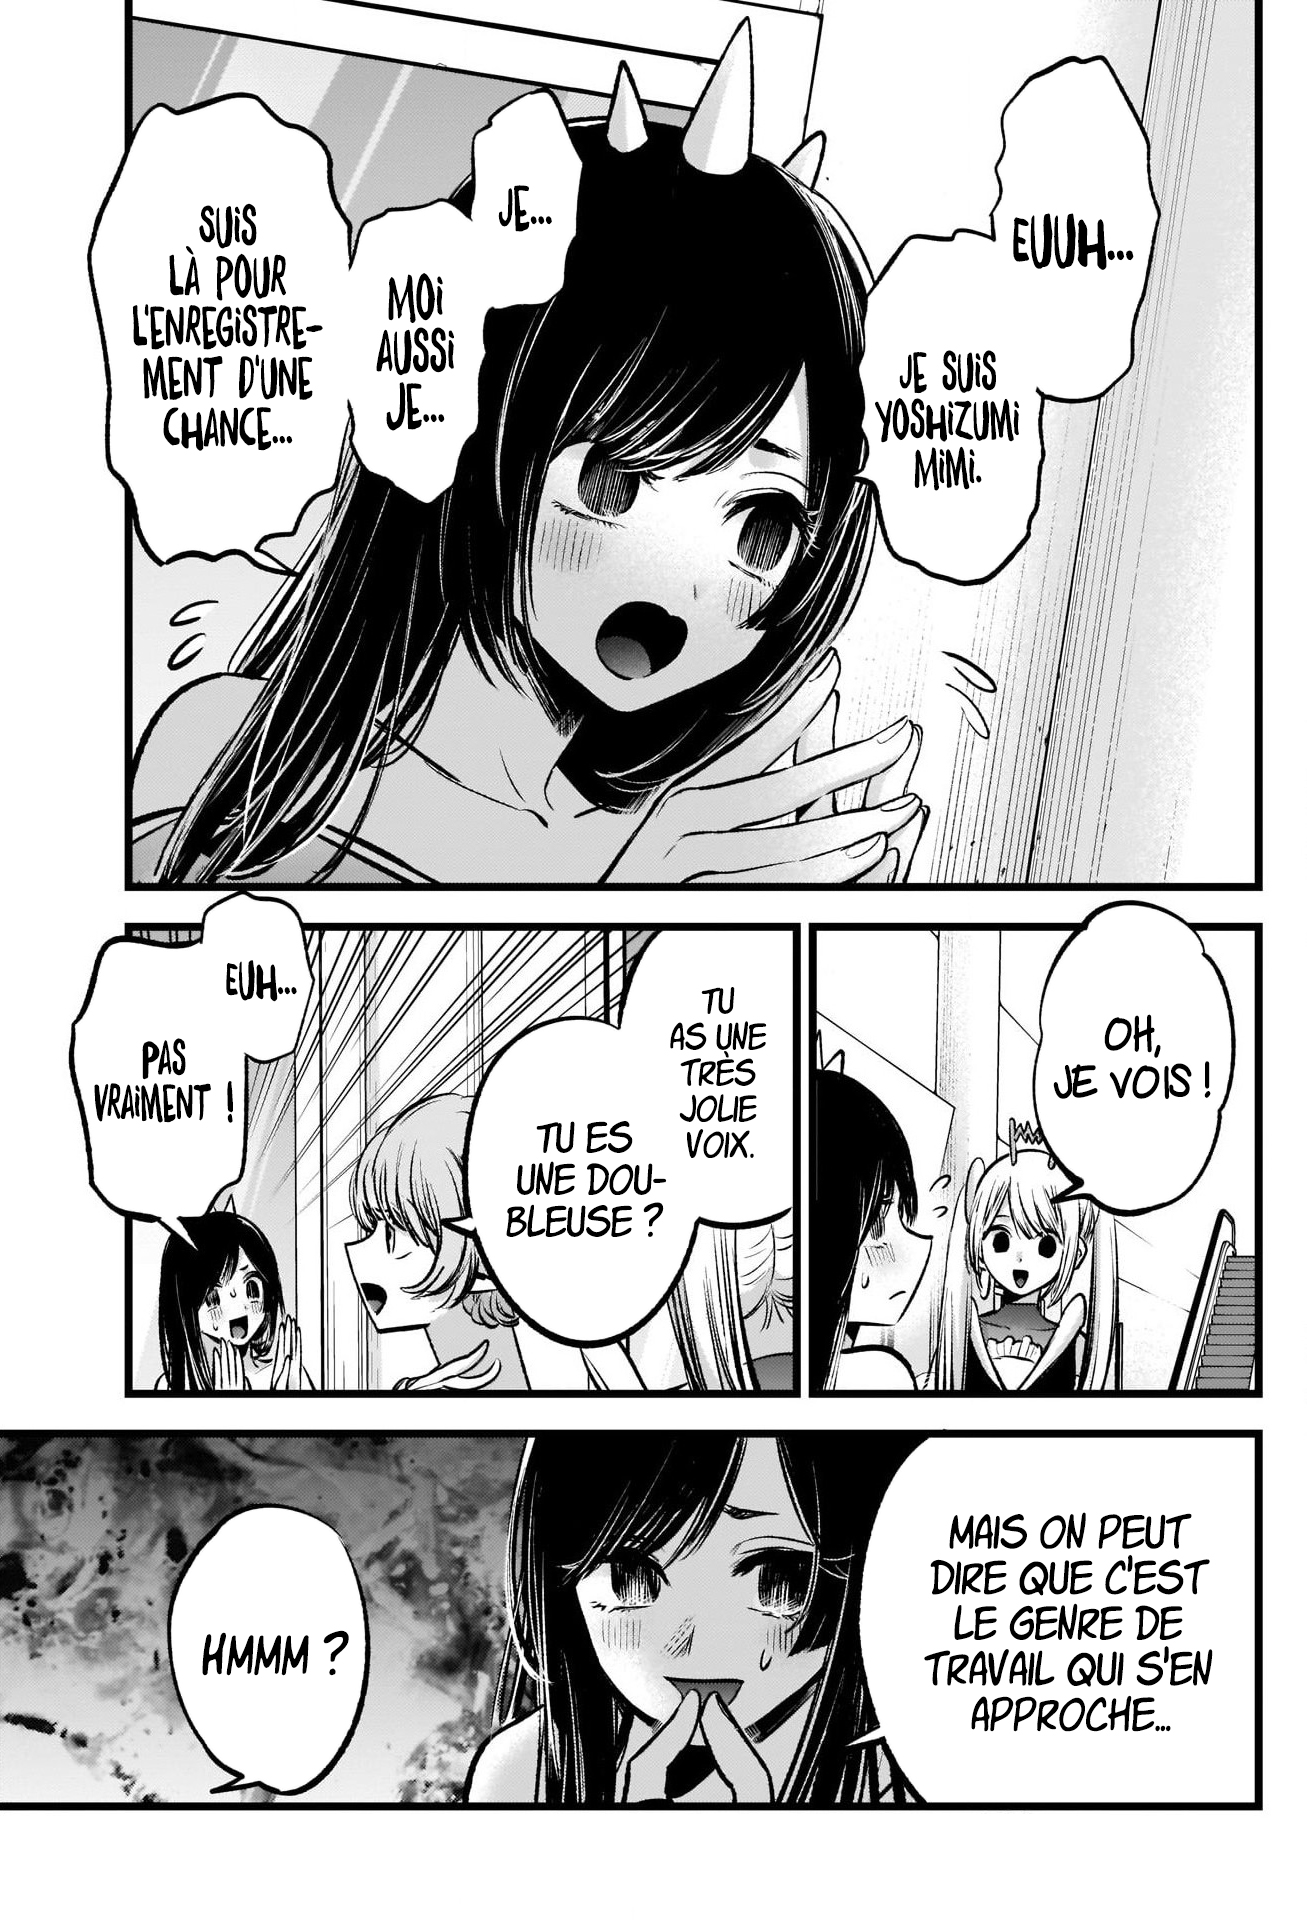 EUUH...
JE SUIS
YOSHIZUMI
MIMI.
JE...
MOI
AUSSI
JE...
SUIS
LÀ POUR
L'ENREGISTRE-
MENT D'UNE
CHANCE...
OH,
JE VOIS !
TU
AS UNE
TRÈS
JOLIE
VOIX.
TU ES
UNE DOU-
BLEUSE ?
EUH...
PAS
VRAIMENT !
MAIS ON PEUT
DIRE QUE C'EST
LE GENRE DE
TRAVAIL QUI S'EN
APPROCHE...
HMMM ?